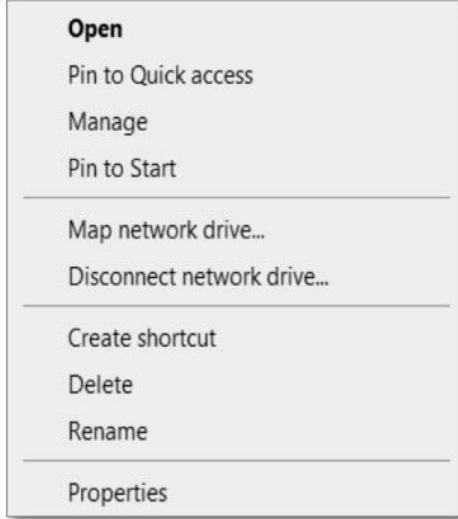 Open
Pin to Quick access
Manage
Pin to Start
Map network drive...
Disconnect network drive...
Create shortcut
Delete
Rename
Properties